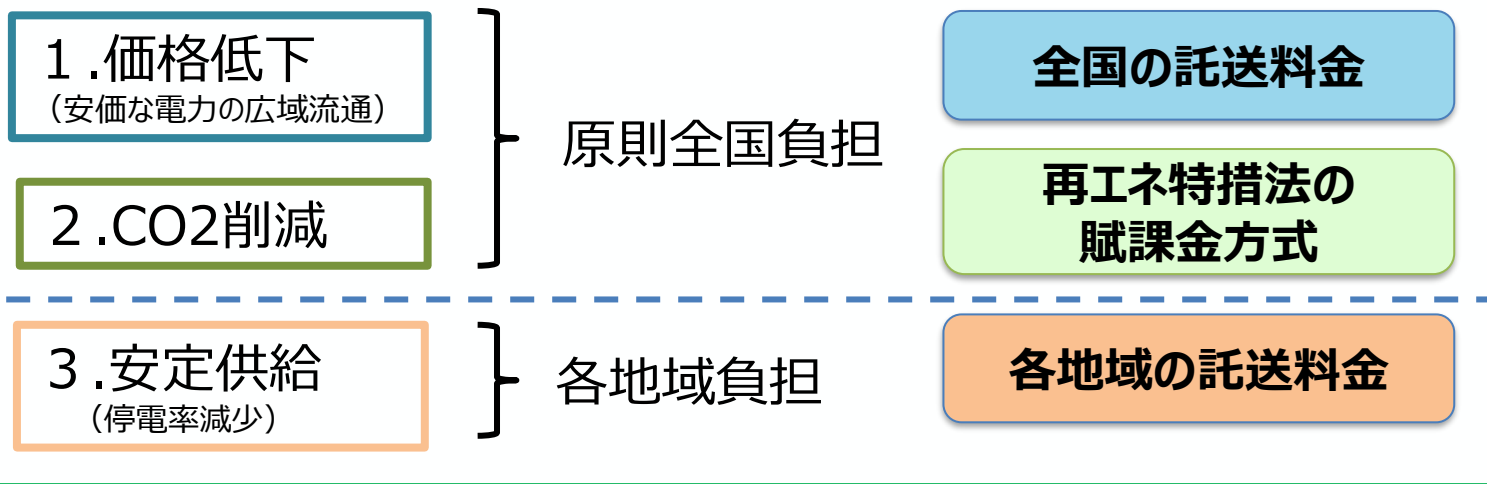 １.価格低下
（安価な電力の広域流通）
２.CO2削減
原則全国負担
全国の託送料金
再エネ特措法の
賦課金方式
３.安定供給
（停電率減少）
各地域負担
各地域の託送料金